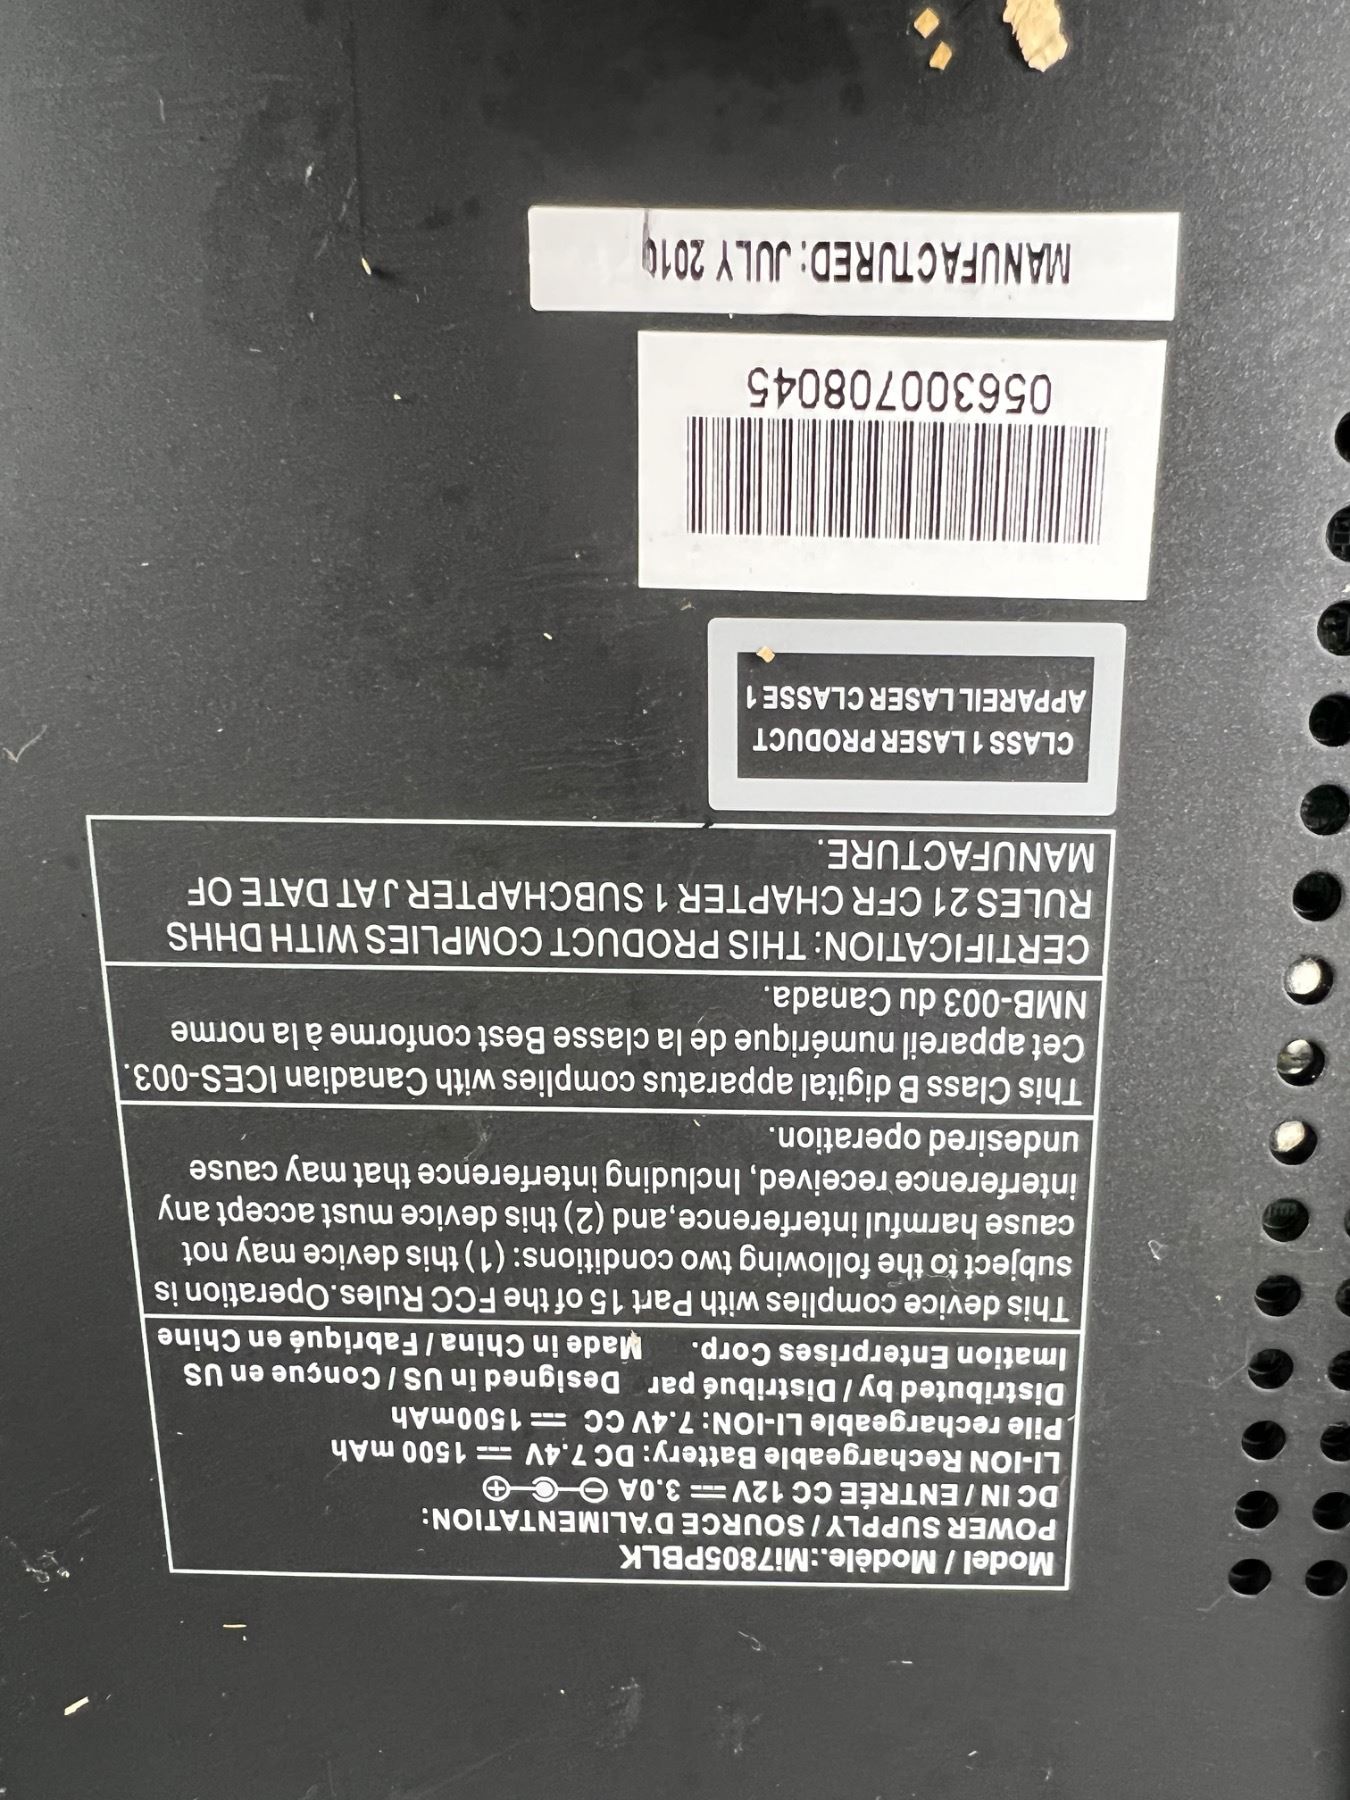 Model / Modèle.:Mi7805PBLK
POWER SUPPLY / SOURCE D'ALIMENTATION:
DC IN / ENTRÉE CC 12V ⎓ 3.0A
LI-ION Rechargeable Battery: DC 7.4V ⎓ 1500 mAh
Pile rechargeable LI-ION: 7.4V CC ⎓ 1500mAh
Distributed by / Distribué par Designed in US / Conçue en US
Imation Enterprises Corp. Made in China / Fabriqué en Chine
This device complies with Part 15 of the FCC Rules.Operation is
subject to the following two conditions: (1) this device may not
cause harmful interference,and (2) this device must accept any
interference received, Including interference that may cause
undesired operation.
This Class B digital apparatus complies with Canadian ICES-003.
Cet appareil numérique de la classe Best conforme à la norme
NMB-003 du Canada.
CERTIFICATION: THIS PRODUCT COMPLIES WITH DHHS
RULES 21 CFR CHAPTER 1 SUBCHAPTER J AT DATE OF
MANUFACTURE.
CLASS 1 LASER PRODUCT
APPAREIL LASER CLASSE 1
056300708045
MANUFACTURED: JULY 2010